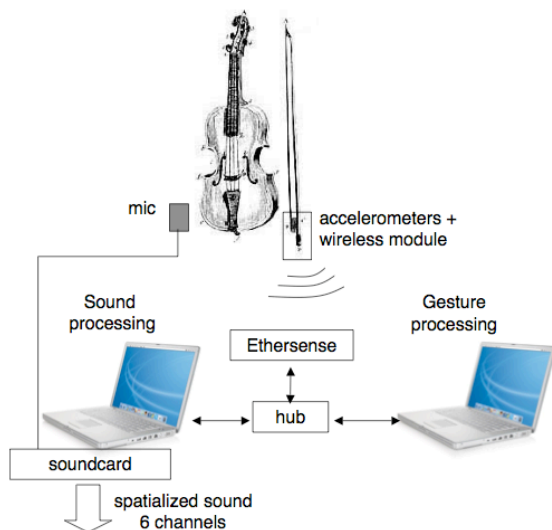 mic
accelerometers +
wireless module
Sound
processing
Gesture
processing
Ethersense
hub
soundcard
spatialized sound
6 channels